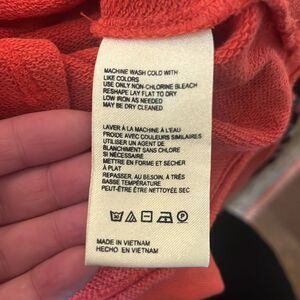 MACHINE WASH COLD WITH
LIKE COLORS
USE ONLY NON-CHLORINE BLEACH
RESHAPE LAY FLAT TO DRY
LOW IRON AS NEEDED
MAY BE DRY CLEANED
LAVER À LA MACHINE À L'EAU
FROIDE AVEC COULEURS SIMILAIRES
UTILISER UN AGENT DE
BLANCHIMENT SANS CHLORE
SI NÉCESSAIRE
METTRE EN FORME ET SÉCHER
À PLAT
REPASSER, AU BESOIN, À TRÈS
BASSE TEMPÉRATURE
PEUT-ÊTRE ÊTRE NETTOYÉE SEC
MADE IN VIETNAM
HECHO EN VIETNAM